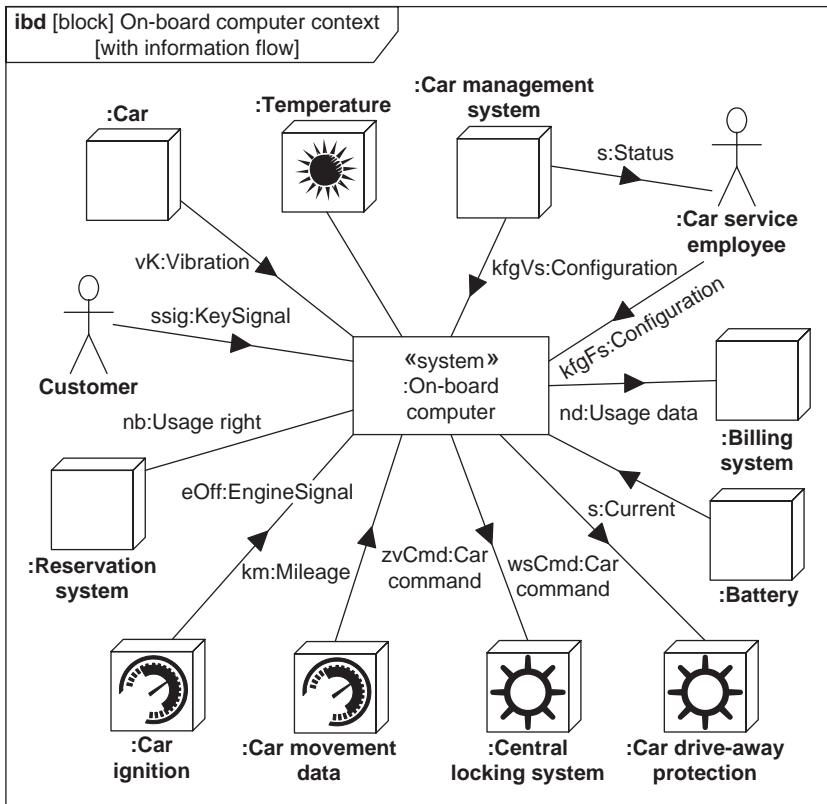 ibd [block] On-board computer context
[with information flow]
:Car
:Temperature
:Car management
system
s:Status
:Car service
employee
vK:Vibration
kfgVs:Configuration
kfgFs:Configuration
ssig:KeySignal
Customer
«system»
:On-board
computer
nb:Usage right
nd:Usage data
:Billing
system
eOff:EngineSignal
s:Current
:Reservation
system
km:Mileage
zvCmd:Car
command
wsCmd:Car
command
:Battery
:Car
ignition
:Car movement
data
:Central
locking system
:Car drive-away
protection